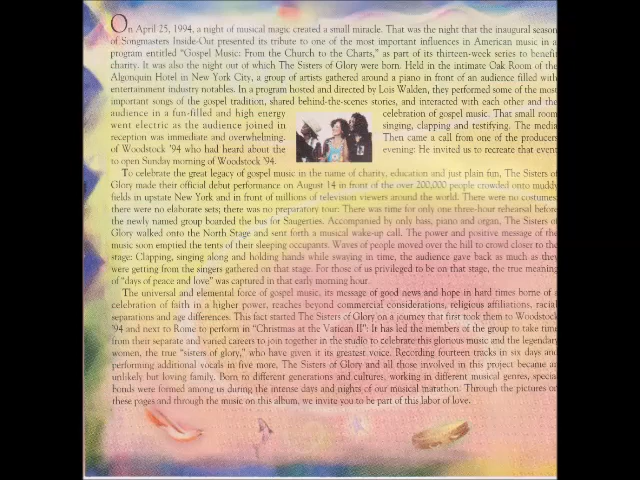 On April 25, 1994, a night of musical magic created a small miracle. That was the night that the inaugural season
of Songmasters Inside-Out presented its tribute to one of the most important influences in American music in a
program entitled "Gospel Music: From the Church to the Charts," as part of its thirteen-week series to benefit
charity. It was also the night out of which The Sisters of Glory were born. Held in the intimate Oak Room of the
Algonquin Hotel in New York City, a group of artists gathered around a piano in front of an audience filled with
entertainment industry notables. In a program hosted and directed by Lois Walden, they performed some of the most
important songs of the gospel tradition, shared behind-the-scenes stories, and interacted with each other and the
audience in a fun-filled and high energy celebration of gospel music. That small room
went electric as the audience joined in singing, clapping and testifying. The media
reception was immediate and overwhelming. Then came a call from one of the producers
of Woodstock '94 who had heard about the evening: He invited us to recreate that event
to open Sunday morning of Woodstock '94.
To celebrate the great legacy of gospel music in the name of charity, education and just plain fun, The Sisters of
Glory made their official debut performance on August 14 in front of the over 200,000 people crowded onto muddy
fields in upstate New York and in front of millions of television viewers around the world. There were no costumes;
there were no elaborate sets; there was no preparatory tour: There was time for only one three-hour rehearsal before
the newly named group boarded the bus for Saugerties. Accompanied by only bass, piano and organ, The Sisters of
Glory walked onto the North Stage and sent forth a musical wake-up call. The power and positive message of the
music soon emptied the tents of their sleeping occupants. Waves of people moved over the hill to crowd closer to the
stage: Clapping, singing along and holding hands while swaying in time, the audience gave back as much as they
were getting from the singers gathered on that stage. For those of us privileged to be on that stage, the true meaning
of "days of peace and love" was captured in that early morning hour.
The universal and elemental force of gospel music, its message of good news and hope in hard times borne of a
celebration of faith in a higher power, reaches beyond commercial considerations, religious affiliations, racial
separations and age differences. This fact started The Sisters of Glory on a journey that first took them to Woodstock
'94 and next to Rome to perform in "Christmas at the Vatican II": It has led the members of the group to take time
from their separate and varied careers to join together in the studio to celebrate this glorious music and the legendary
women, the true "sisters of glory," who have given it its greatest voice. Recording fourteen tracks in six days and
performing additional vocals in five more, The Sisters of Glory and all those involved in this project became an
unlikely but loving family. Born to different generations and cultures, working in different musical genres, special
bonds were formed among us during the intense days and nights of our musical marathon: Through the pictures on
these pages and through the music on this album, we invite you to be part of this labor of love.